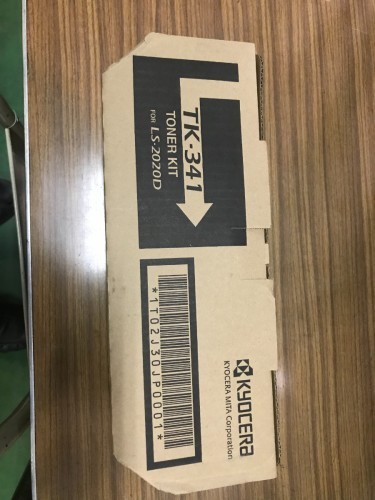 TK-341
TONER KIT
FOR LS-2020D
*1T02J30JP0001*
KYOCERA
KYOCERA MITA Corporation